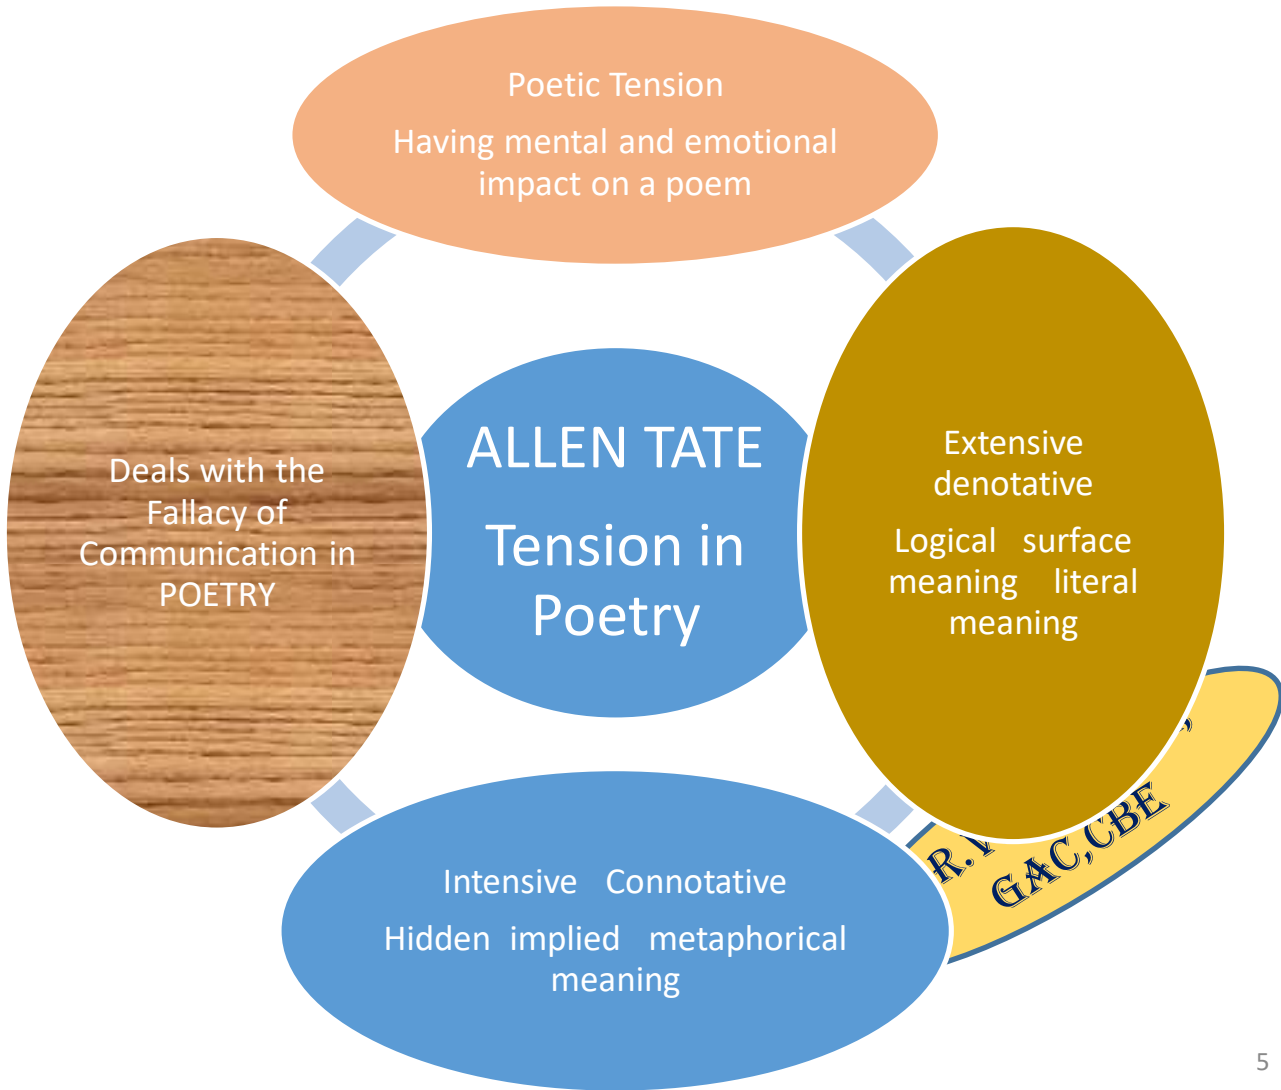 Poetic Tension
Having mental and emotional
impact on a poem
Deals with the
Fallacy of
Communication in
POETRY
ALLEN TATE
Tension in
Poetry
Extensive
denotative
Logical surface
meaning literal
meaning
Intensive Connotative
Hidden implied metaphorical
meaning
GAC,CBE
5